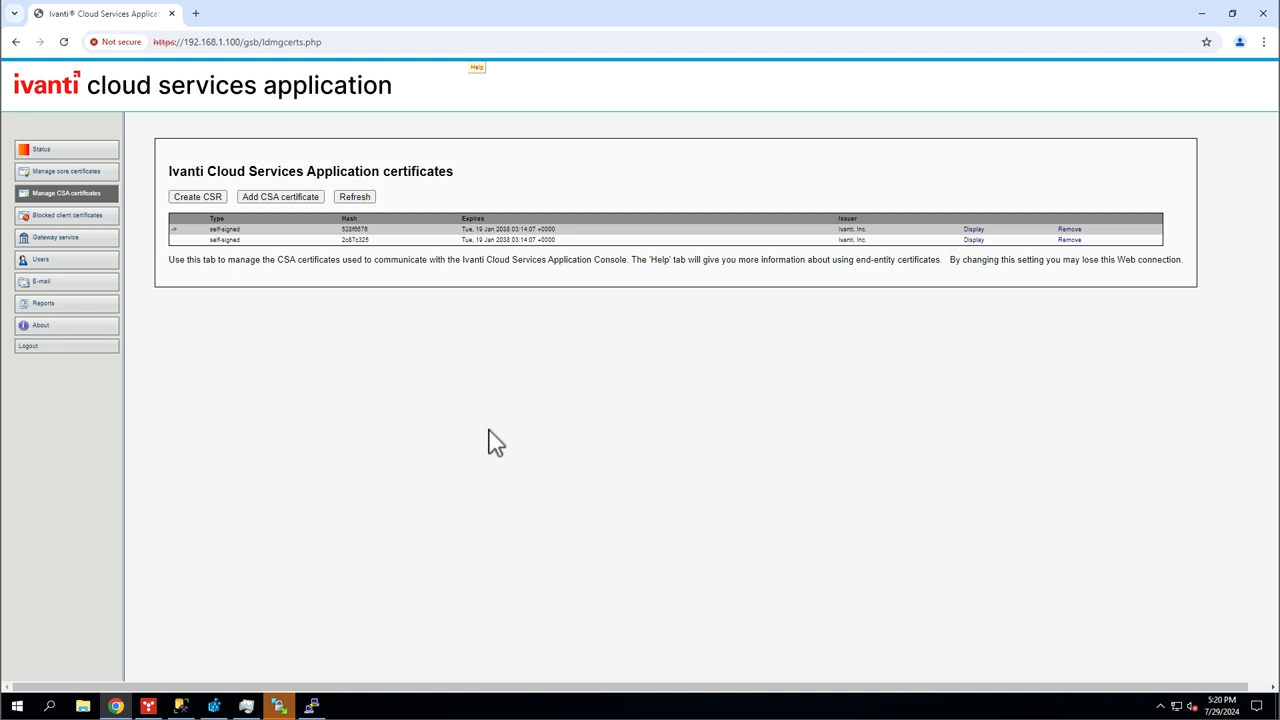 Ivanti® Cloud Services Applicat
Not secure
https://192.168.1.100/gsb/ldmgcerts.php
Help
ivanti cloud services application
Status
Manage core certificates
Manage CSA certificates
Blocked client certificates
Gateway service
Users
E-mail
Reports
About
Logout
Ivanti Cloud Services Application certificates
Create CSR Add CSA certificate Refresh
Type Hash Expires Issuer
-> self-signed Tue, 19 Jan 2038 03:14:07 +0000 Ivanti, Inc. Display Remove
self-signed 2c87c325 Tue, 19 Jan 2038 03:14:07 +0000 Ivanti, Inc. Display Remove
Use this tab to manage the CSA certificates used to communicate with the Ivanti Cloud Services Application Console. The 'Help' tab will give you more information about using end-entity certificates. By changing this setting you may lose this Web connection.
5:20 PM
7/29/2024